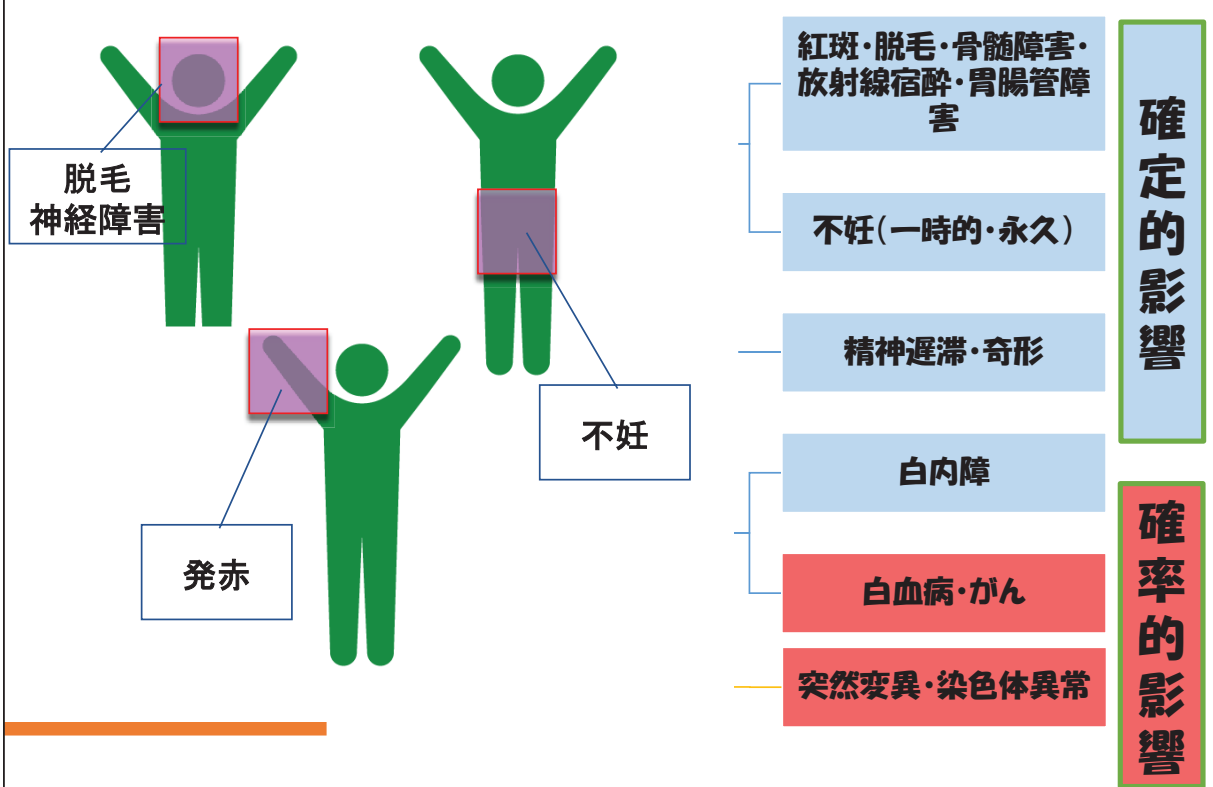 脱毛
神経障害
不妊
発赤
紅斑・脱毛・骨髄障害・
放射線宿酔・胃腸管障
害
不妊(一時的・永久)
精神遅滞・奇形
白内障
白血病・がん
突然変異・染色体異常
確定的影響
確率的影響